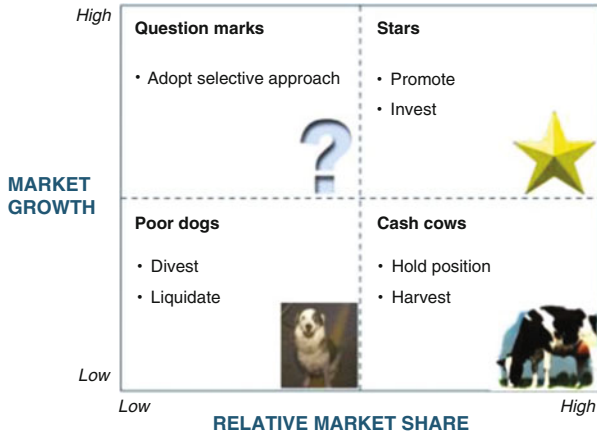 High
Question marks
• Adopt selective approach
Stars
• Promote
• Invest
MARKET
GROWTH
Poor dogs
• Divest
• Liquidate
Cash cows
• Hold position
• Harvest
Low
Low
High
RELATIVE MARKET SHARE